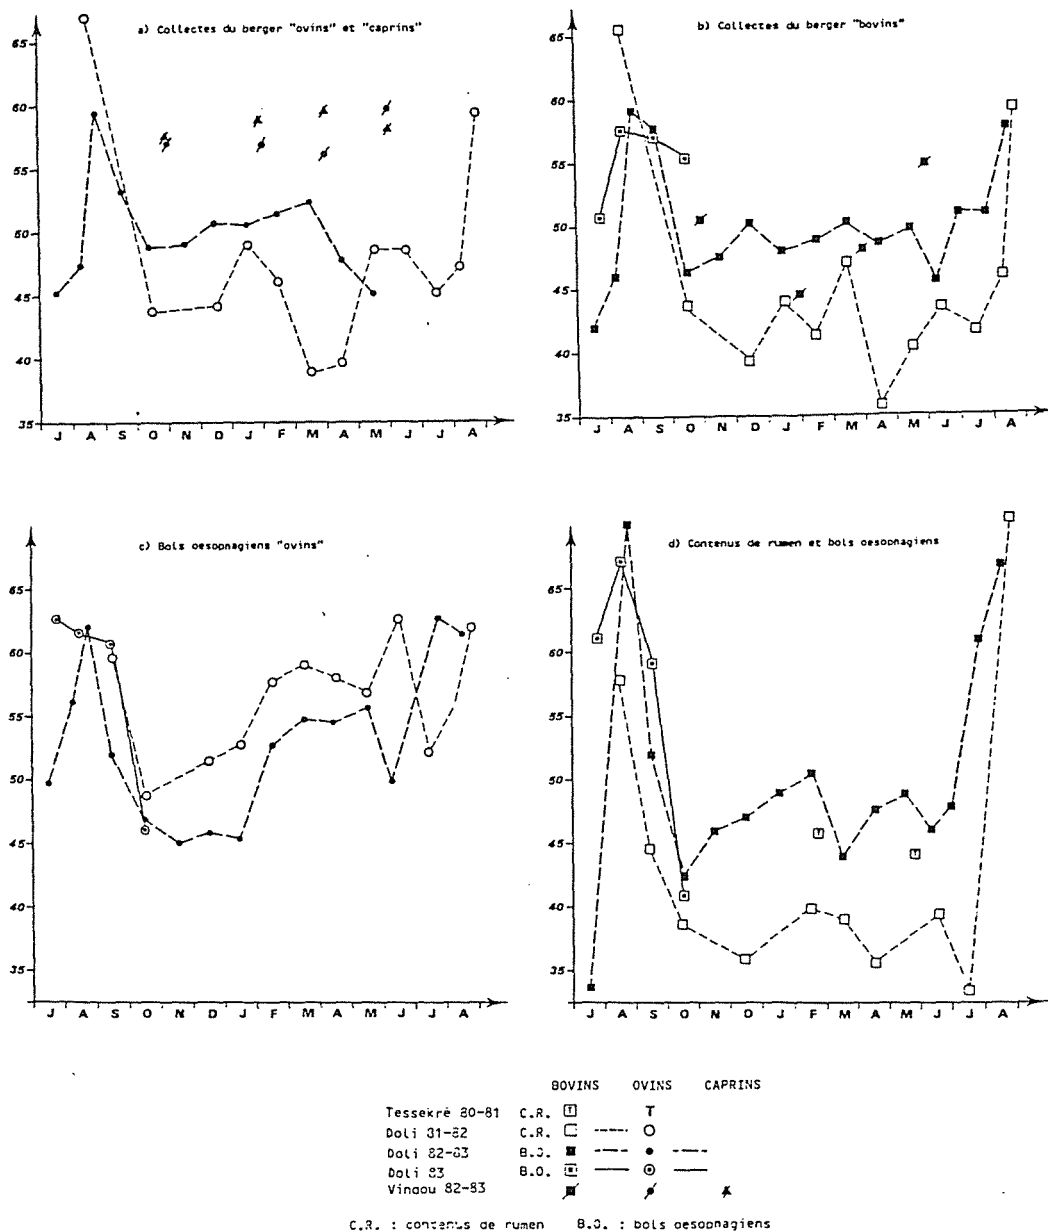 a) Collectes du berger "ovins" et "caprins"
65
60
55
50
45
40
35
J A S O N D J F M A M J J A
b) Collectes du berger "bovins"
65
60
55
50
45
40
35
J A S O N D J F M A M J J A
c) Bols oesophagiens "ovins"
65
60
55
50
45
40
35
J A S O N D J F M A M J J A
d) Contenus de rumen et bols oesophagiens
65
60
55
50
45
40
35
J A S O N D J F M A M J J A
T T
BOVINS OVINS CAPRINS
Tessekré 80-81 C.R. T T
Doli 81-82 C.R.
Doli 82-83 B.O.
Doli 83 B.O.
Vindou 82-83
C.R. : contenus de rumen B.O. : bols oesophagiens